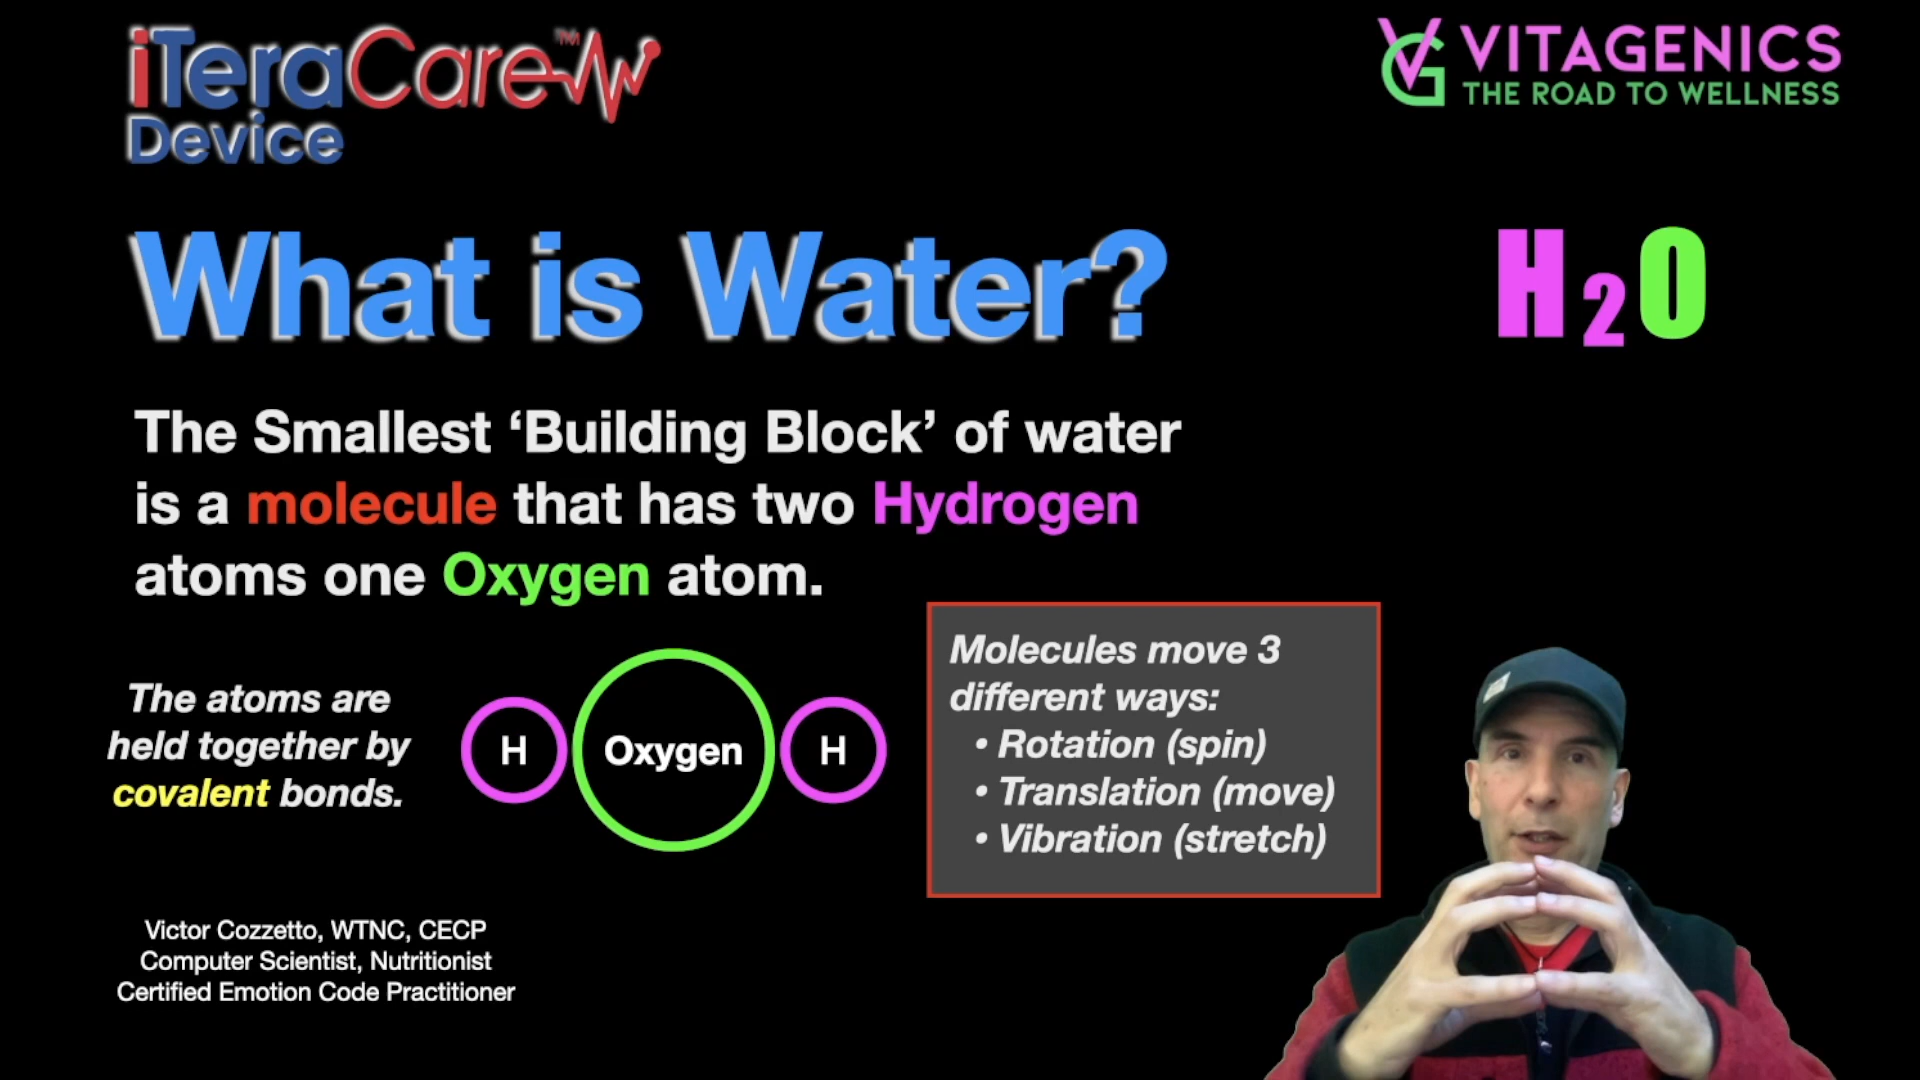 iTeraCare™
Device
VG VITAGENICS
THE ROAD TO WELLNESS
What is Water?
H2O
The Smallest ‘Building Block’ of water
is a molecule that has two Hydrogen
atoms one Oxygen atom.
The atoms are
held together by
covalent bonds.
H
Oxygen
H
Molecules move 3
different ways:
• Rotation (spin)
• Translation (move)
• Vibration (stretch)
Victor Cozzetto, WTNC, CECP
Computer Scientist, Nutritionist
Certified Emotion Code Practitioner